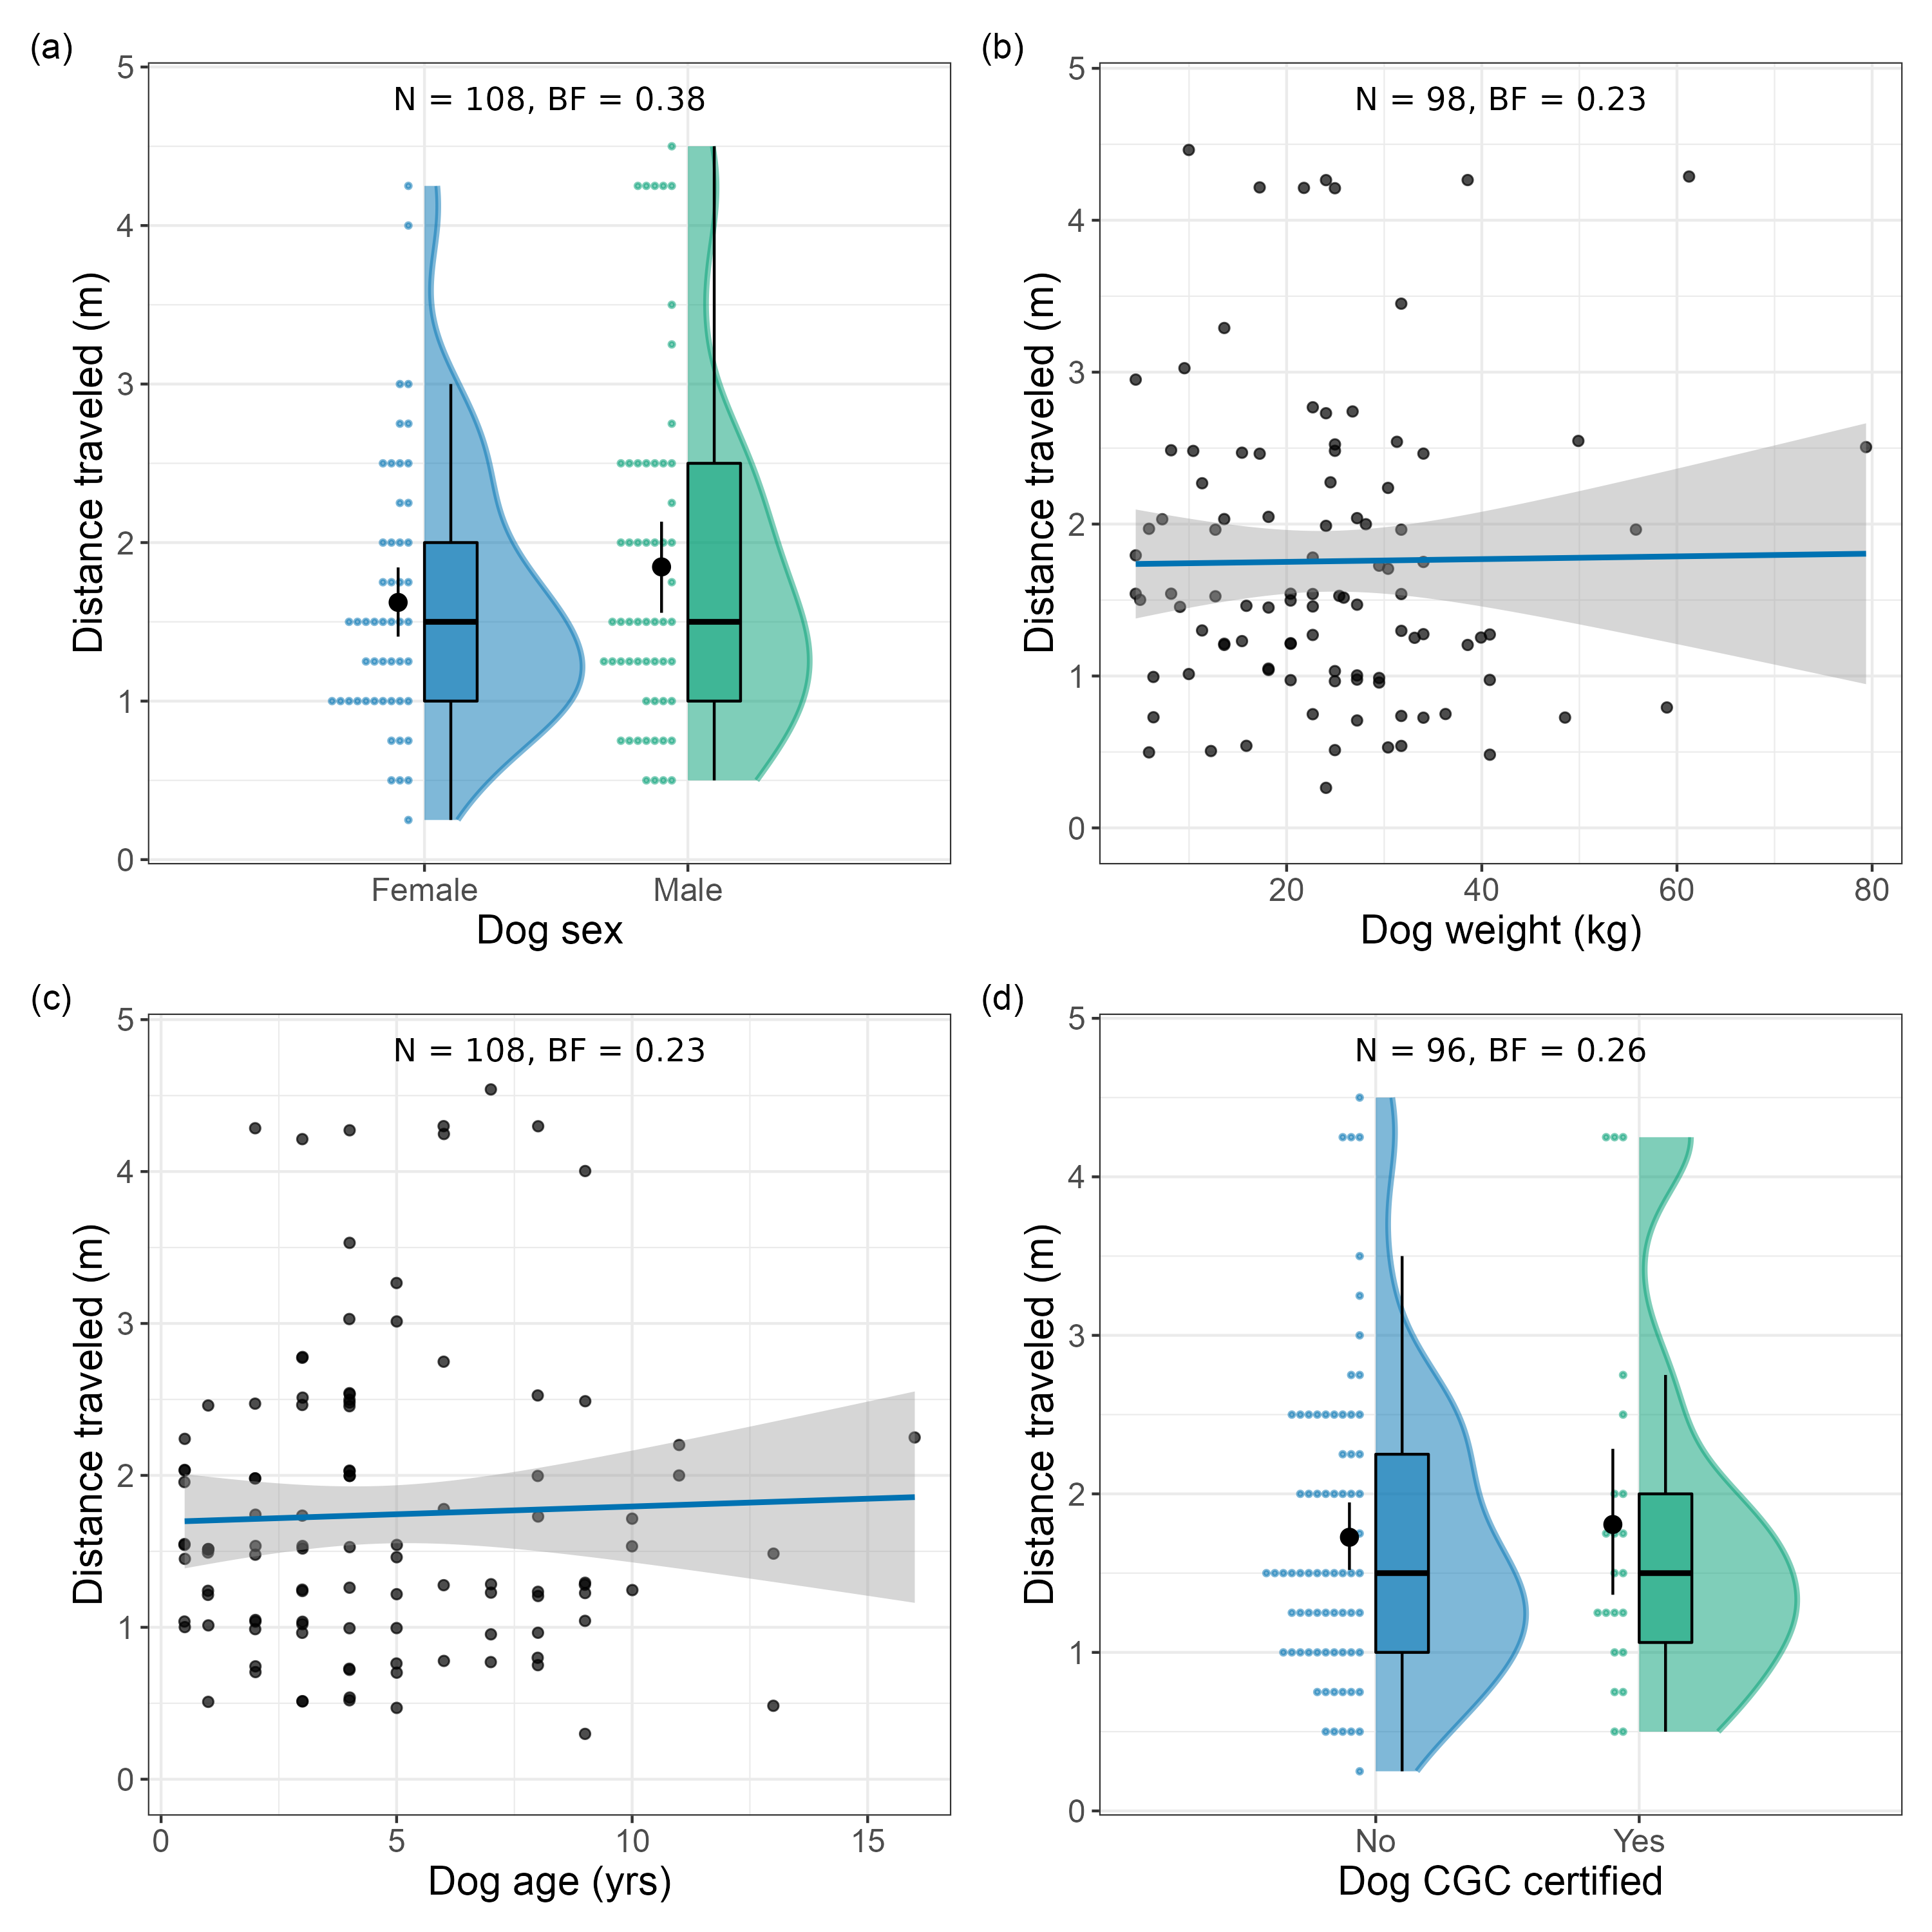 (a)
N = 108, BF = 0.38
5
4
3
2
1
0
Distance traveled (m)
Female Male
Dog sex
(b)
N = 98, BF = 0.23
5
4
3
2
1
0
Distance traveled (m)
20 40 60 80
Dog weight (kg)
(c)
N = 108, BF = 0.23
5
4
3
2
1
0
Distance traveled (m)
0 5 10 15
Dog age (yrs)
(d)
N = 96, BF = 0.26
5
4
3
2
1
0
Distance traveled (m)
No Yes
Dog CGC certified